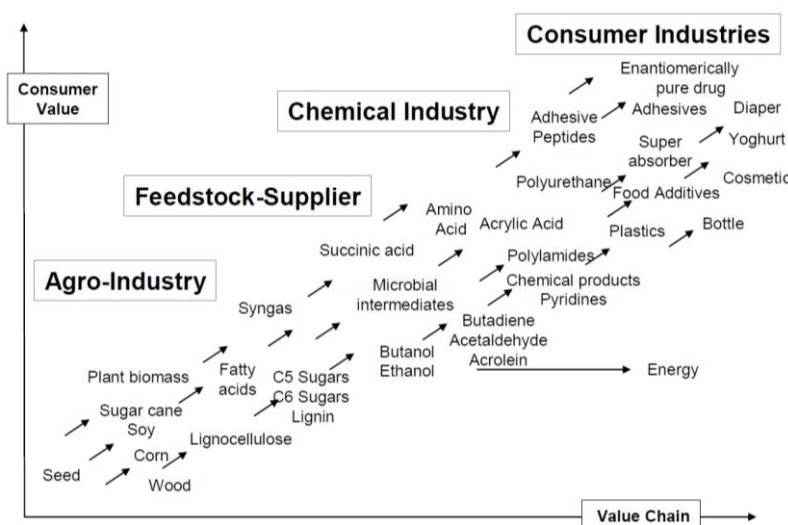 Consumer Industries
Enantiomerically
pure drug
Consumer
Value
Chemical Industry
Adhesive
Peptides
Adhesives
Diaper
Super
absorber
Yoghurt
Polyurethane
Food Additives
Cosmetic
Feedstock-Supplier
Amino
Acid
Acrylic Acid
Plastics
Bottle
Succinic acid
Polylamides
Agro-Industry
Microbial
intermediates
Chemical products
Pyridines
Syngas
Butadiene
Acetaldehyde
Acrolein
Butanol
Ethanol
Energy
Plant biomass
Fatty
acids
C5 Sugars
C6 Sugars
Lignin
Sugar cane
Soy
Lignocellulose
Corn
Seed
Wood
Value Chain